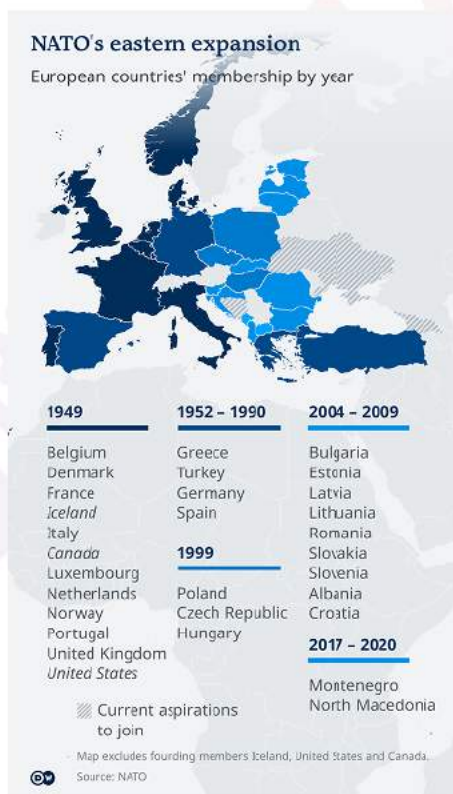 NATO's eastern expansion
European countries' membership by year
1949
Belgium
Denmark
France
Iceland
Italy
Canada
Luxembourg
Netherlands
Norway
Portugal
United Kingdom
United States
1952 – 1990
Greece
Turkey
Germany
Spain
1999
Poland
Czech Republic
Hungary
2004 – 2009
Bulgaria
Estonia
Latvia
Lithuania
Romania
Slovakia
Slovenia
Albania
Croatia
2017 – 2020
Montenegro
North Macedonia
Current aspirations
to join
Map excludes founding members Iceland, United States and Canada.
DW
Source: NATO